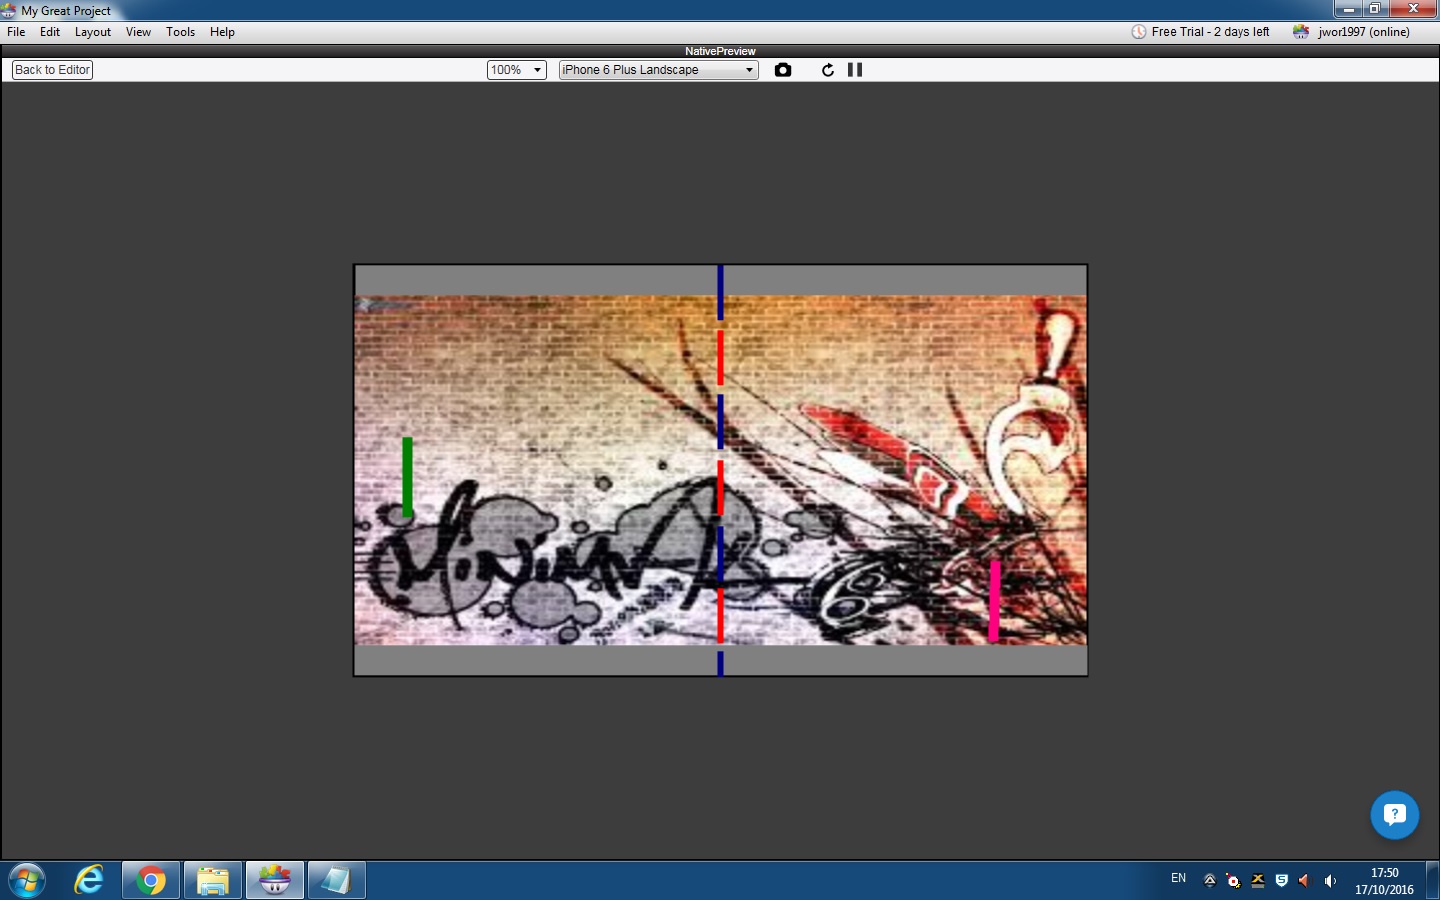 My Great Project
File Edit Layout View Tools Help
Free Trial - 2 days left
jwor1997 (online)
NativePreview
Back to Editor
100%
iPhone 6 Plus Landscape
EN
17:50
17/10/2016